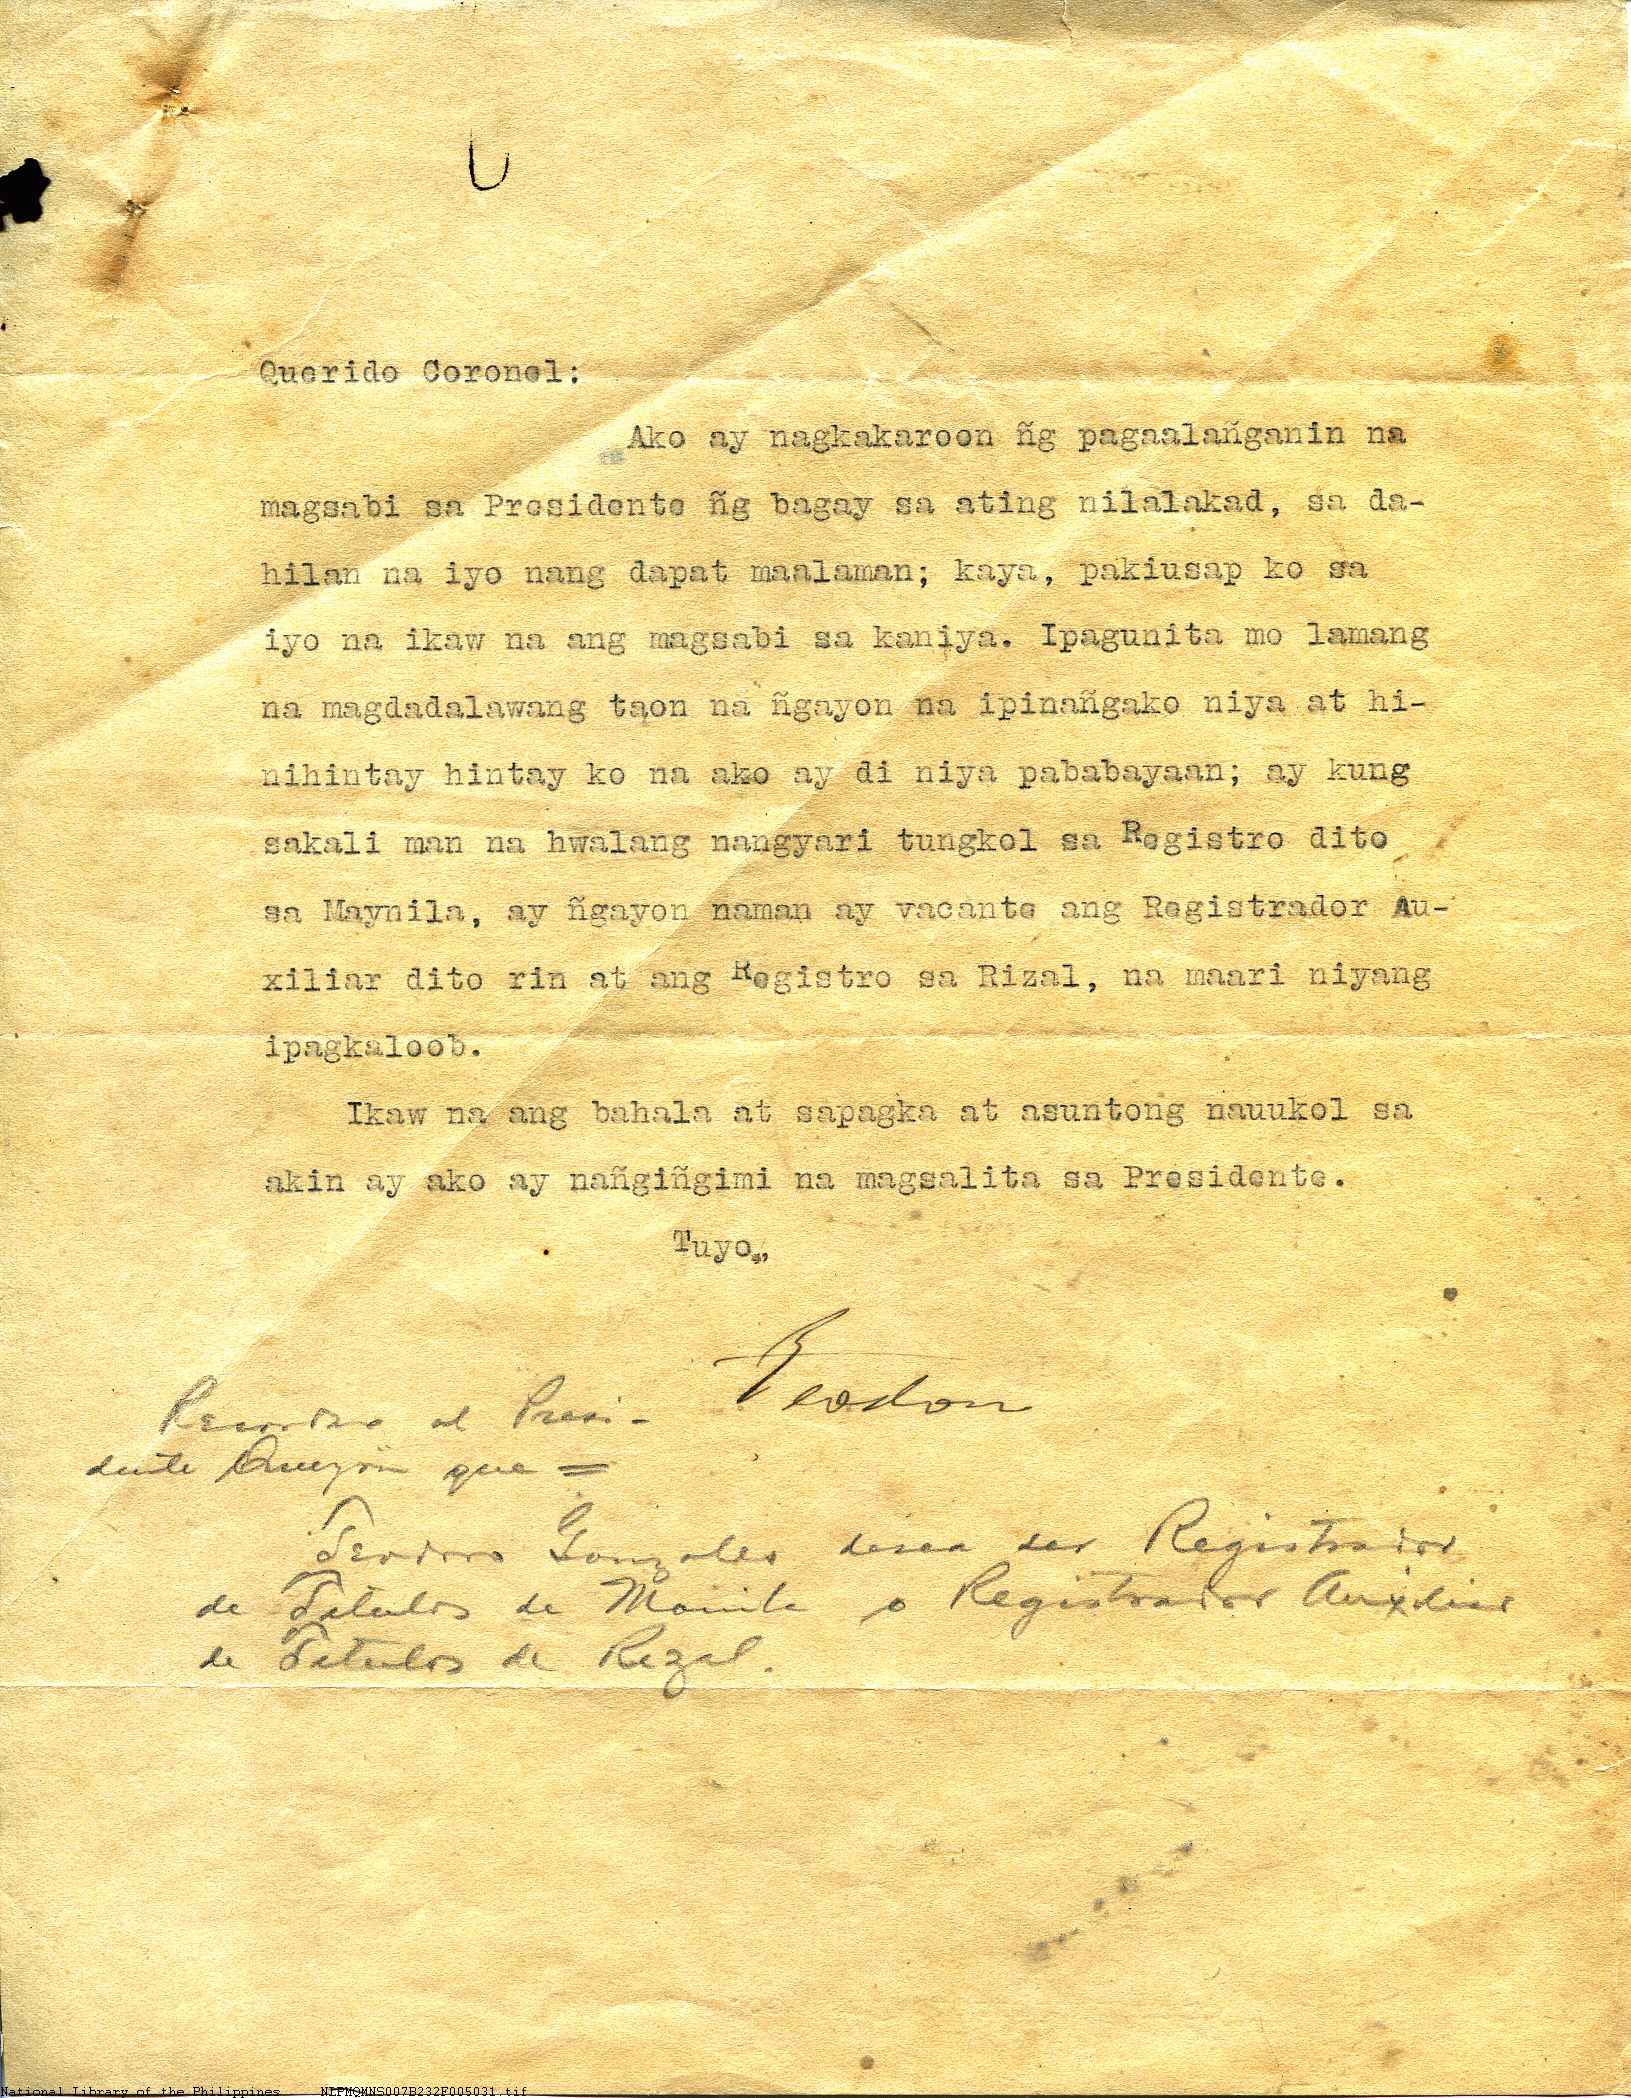 U
Querido Coronel:
Ako ay nagkakaroon ñg pagaalañganin na
magsabi sa Presidente ñg bagay sa ating nilalakad, sa da-
hilan na iyo nang dapat maalaman; kaya, pakiusap ko sa
iyo na ikaw na ang magsabi sa kaniya. Ipagunita mo lamang
na magdadalawang taon na ñgayon na ipinañgako niya at hi-
nihintay hintay ko na ako ay di niya pababayaan; ay kung
sakali man na hwalang nangyari tungkol sa Registro dito
sa Maynila, ay ñgayon naman ay vacante ang Registrador Au-
xiliar dito rin at ang Registro sa Rizal, na maari niyang
ipagkaloob.
Ikaw na ang bahala at sapagka at asuntong nauukol sa
akin ay ako ay nañgiñgimi na magsalita sa Presidente.
Tuyo.,
Teodoro
al Presi-
dente Quezón que =
Teodoro Gonzales desea ser Registrador
de Titulos de Manila o Registrador Auxiliar
de Titulos de Rizal.
National Library of the Philippines NLPMQMNS007B232F005031.tif